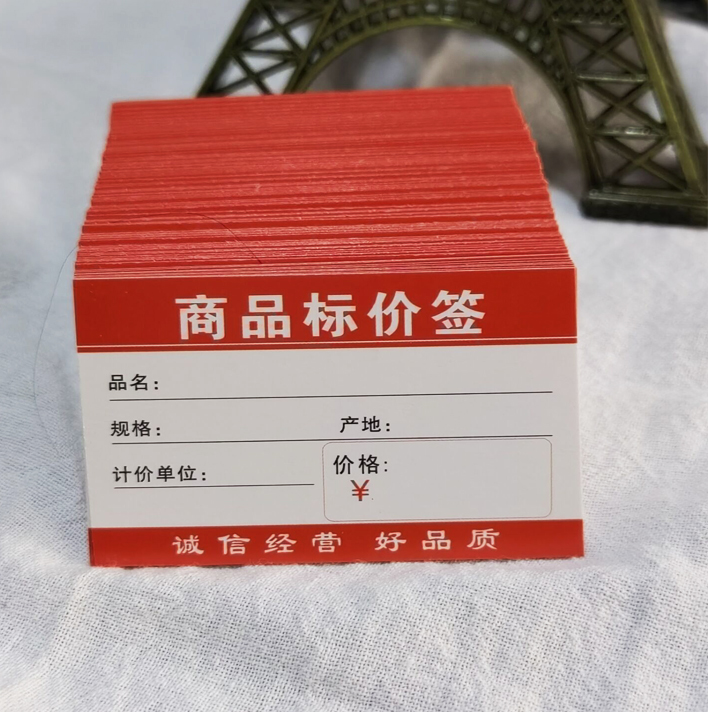 商品标价签
品名:
规格: 产地:
计价单位: 价格:
¥
诚信经营 好品质